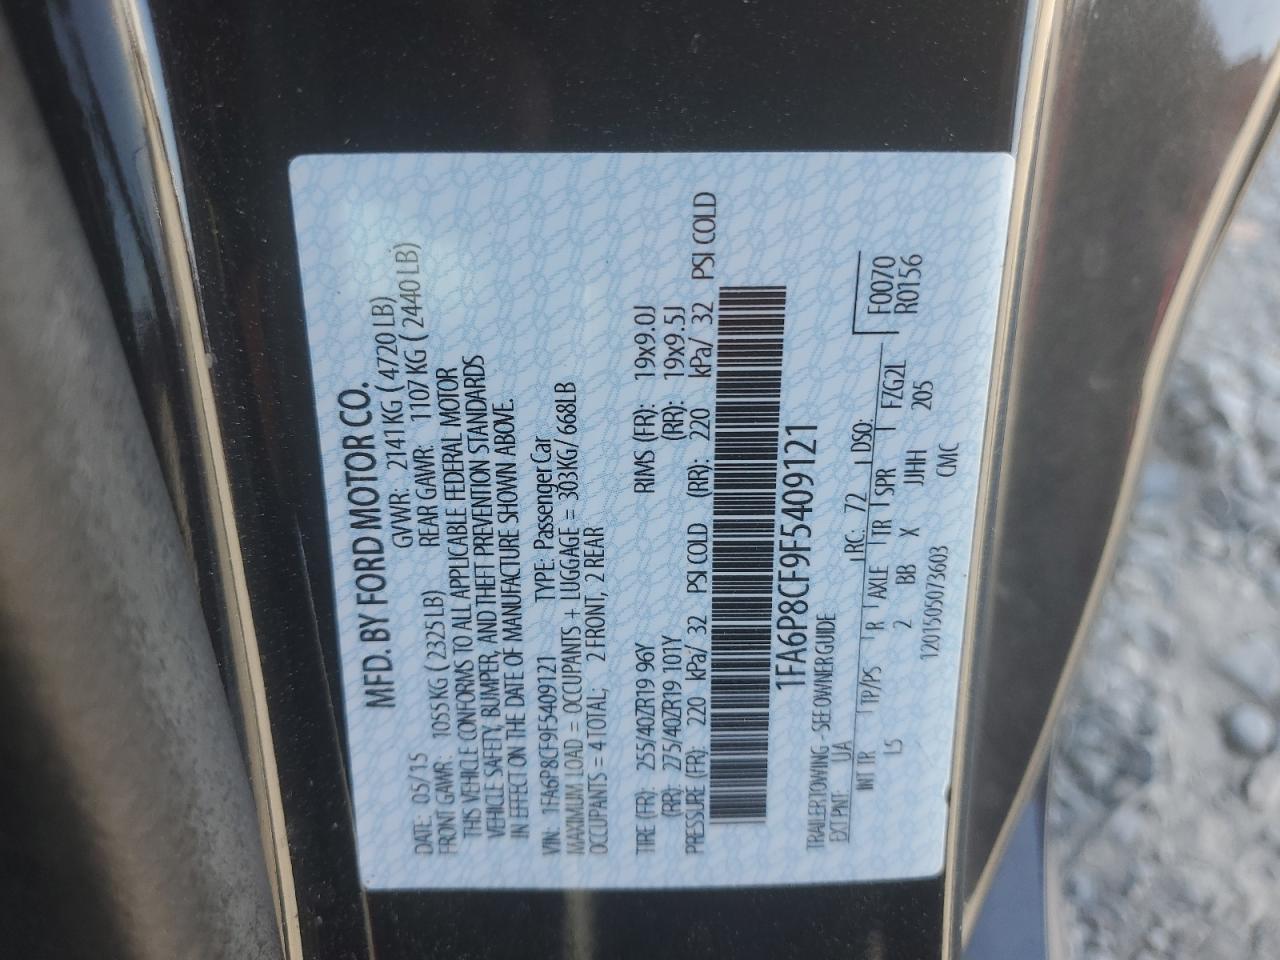 MFD. BY FORD MOTOR CO.
DATE: 05/15 GVWR: 2141KG ( 4720 LB)
FRONT GAWR: 1055 KG ( 2325 LB) REAR GAWR: 1107 KG ( 2440 LB)
THIS VEHICLE CONFORMS TO ALL APPLICABLE FEDERAL MOTOR
VEHICLE SAFETY, BUMPER, AND THEFT PREVENTION STANDARDS
IN EFFECT ON THE DATE OF MANUFACTURE SHOWN ABOVE.
VIN: 1FA6P8CF9F5409121 TYPE: Passenger Car
MAXIMUM LOAD = OCCUPANTS + LUGGAGE = 303KG/ 668LB
OCCUPANTS = 4 TOTAL; 2 FRONT, 2 REAR
TIRE (FR): 255/40ZR19 96Y RIMS (FR): 19x9.0J
(RR): 275/40ZR19 101Y (RR): 19x9.5J
PRESSURE (FR): 220 kPa/ 32 PSI COLD (RR): 220 kPa/ 32 PSI COLD
1FA6P8CF9F5409121
TRAILER TOWING - SEE OWNER GUIDE
EXT PNT: UA RC: 72 DSO:
INT TR TP/PS R AXLE TR SPR F0070
L5 2 BB X JHH FZG2L R0156
205
1201505073603 CMC